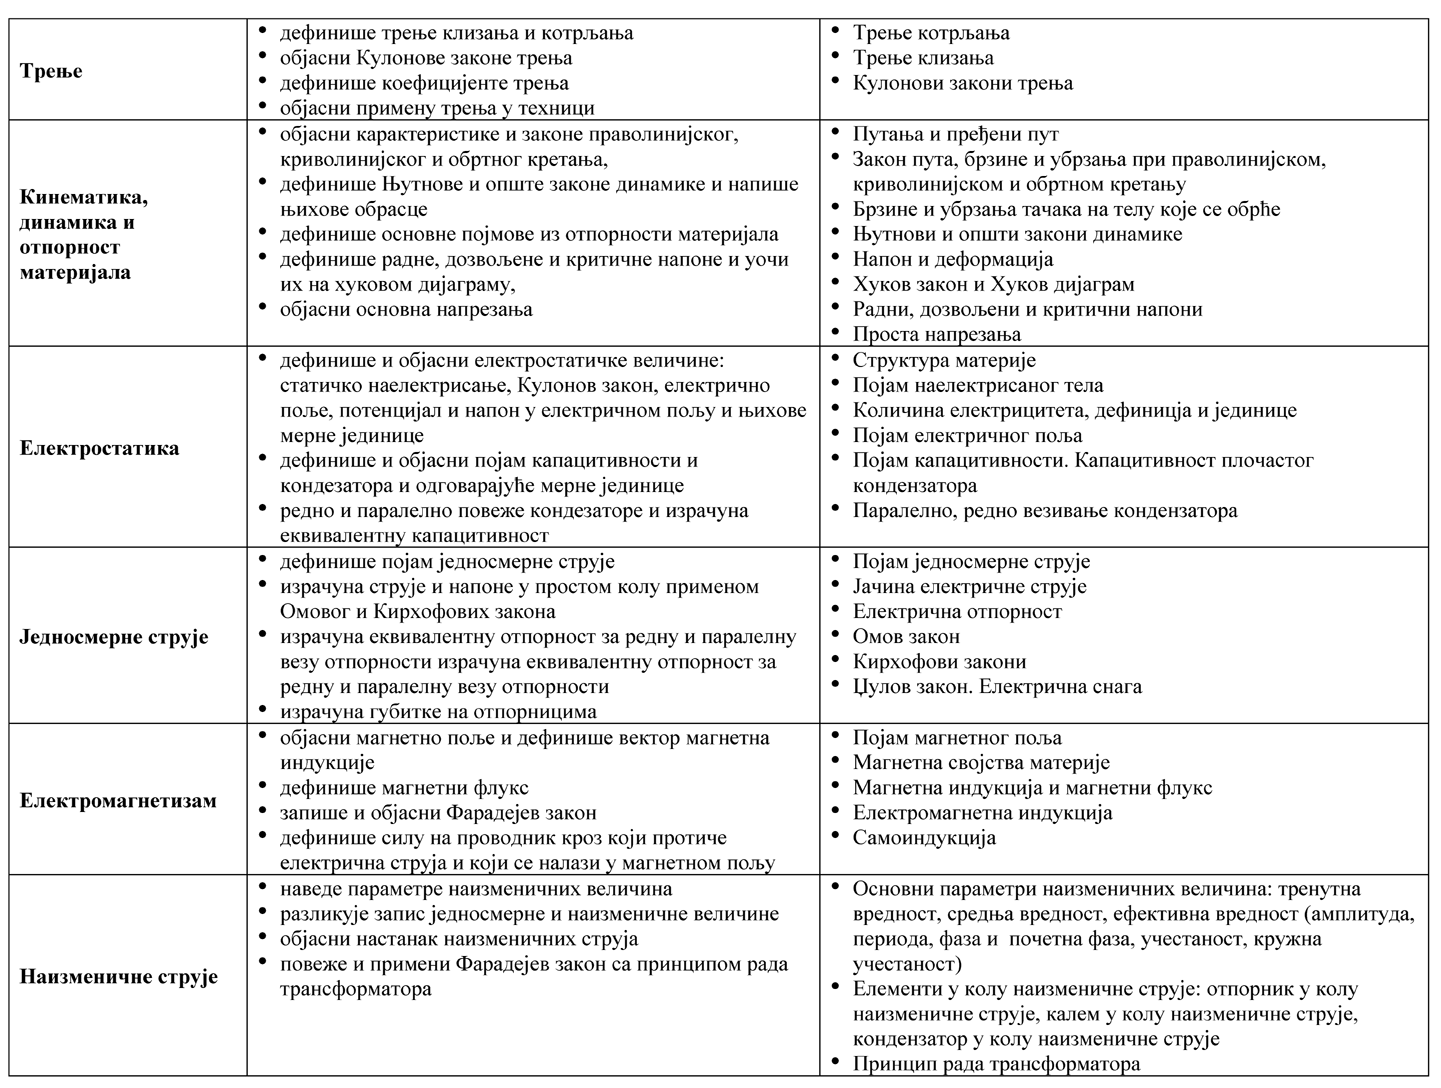 Трење
• дефинише трење клизања и котрљања
• објасни Кулонове законе трења
• дефинише коефицијенте трења
• објасни примену трења у техници
• Трење котрљања
• Трење клизања
• Кулонови закони трења
Кинематика,
динамика и
отпорност
материјала
• објасни карактеристике и законе праволинијског,
криволинијског и обртног кретања,
• дефинише Њутнове и опште законе динамике и напише
њихове обрасце
• дефинише основне појмове из отпорности материјала
• дефинише радне, дозвољене и критичне напоне и уочи
их на хуковом дијаграму,
• објасни основна напрезања
• Путања и пређени пут
• Закон пута, брзине и убрзања при праволинијском,
криволинијском и обртном кретању
• Брзине и убрзања тачака на телу које се обрће
• Њутнови и општи закони динамике
• Напон и деформација
• Хуков закон и Хуков дијаграм
• Радни, дозвољени и критични напони
• Проста напрезања
Електростатика
• дефинише и објасни електростатичке величине:
статичко наелектрисање, Кулонов закон, електрично
поље, потенцијал и напон у електричном пољу и њихове
мерне јединице
• дефинише и објасни појам капацитивности и
кондезатора и одговарајуће мерне јединице
• редно и паралелно повеже кондезаторе и израчуна
еквивалентну капацитивност
• Структура материје
• Појам наелектрисаног тела
• Количина електрицитета, дефиницја и јединице
• Појам електричног поља
• Појам капацитивности. Капацитивност плочастог
кондензатора
• Паралелно, редно везивање кондензатора
Једносмерне струје
• дефинише појам једносмерне струје
• израчуна струје и напоне у простом колу применом
Омовог и Кирхофових закона
• израчуна еквивалентну отпорност за редну и паралелну
везу отпорности израчуна еквивалентну отпорност за
редну и паралелну везу отпорности
• израчуна губитке на отпорницима
• Појам једносмерне струје
• Јачина електричне струје
• Електрична отпорност
• Омов закон
• Кирхофови закони
• Џулов закон. Електрична снага
Електромагнетизам
• објасни магнетно поље и дефинише вектор магнетна
индукције
• дефинише магнетни флукс
• запише и објасни Фарадејев закон
• дефинише силу на проводник кроз који протиче
електрична струја и који се налази у магнетном пољу
• Појам магнетног поља
• Магнетна својства материје
• Магнетна индукција и магнетни флукс
• Електромагнетна индукција
• Самоиндукција
Наизменичне струје
• наведе параметре наизменичних величина
• разликује запис једносмерне и наизменичне величине
• објасни настанак наизменичних струја
• повеже и примени Фарадејев закон са принципом рада
трансформатора
• Основни параметри наизменичних величина: тренутна
вредност, средња вредност, ефективна вредност (амплитуда,
периода, фаза и почетна фаза, учестаност, кружна
учестаност)
• Елементи у колу наизменичне струје: отпорник у колу
наизменичне струје, калем у колу наизменичне струје,
кондензатор у колу наизменичне струје
• Принцип рада трансформатора